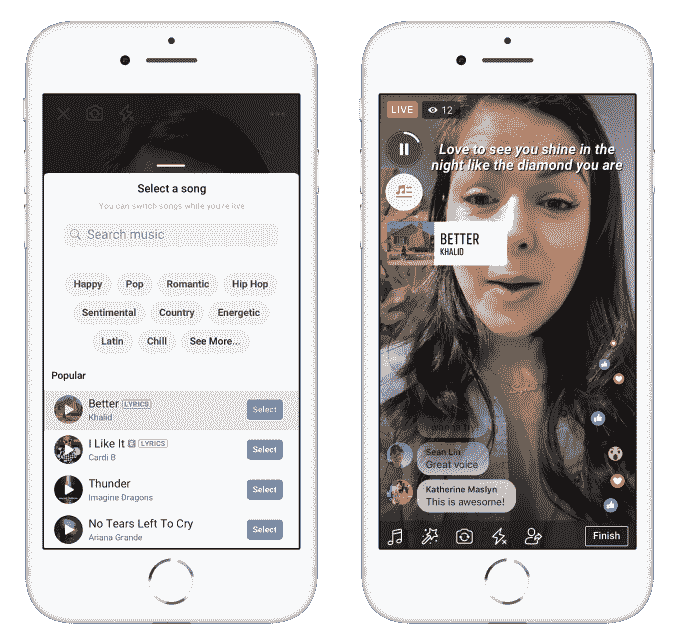 Select a song
You can switch songs while you're live
Search music
Happy
Pop
Romantic
Hip Hop
Sentimental
Country
Energetic
Latin
Chill
See More...
Popular
Better LYRICS
Khalid
Select
I Like It E LYRICS
Cardi B
Select
Thunder
Imagine Dragons
Select
No Tears Left To Cry
Ariana Grande
Select
LIVE
12
Love to see you shine in the
night like the diamond you are
BETTER
KHALID
Sean Liu
Great voice
Katherine Maslyn
This is awesome!
Finish